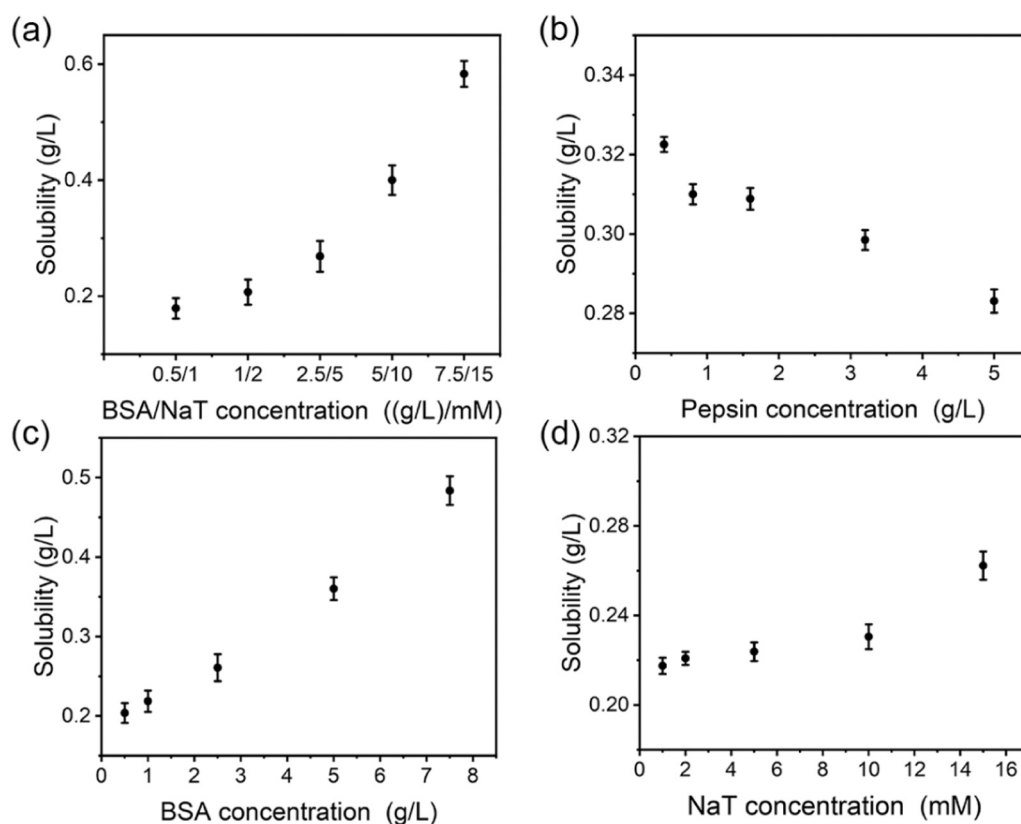 (a)
Solubility (g/L)
0.6
0.4
0.2
0.5/1 1/2 2.5/5 5/10 7.5/15
BSA/NaT concentration ((g/L)/mM)
(b)
Solubility (g/L)
0.34
0.32
0.30
0.28
0 1 2 3 4 5
Pepsin concentration (g/L)
(c)
Solubility (g/L)
0.5
0.4
0.3
0.2
0 1 2 3 4 5 6 7 8
BSA concentration (g/L)
(d)
Solubility (g/L)
0.32
0.28
0.24
0.20
0 2 4 6 8 10 12 14 16
NaT concentration (mM)